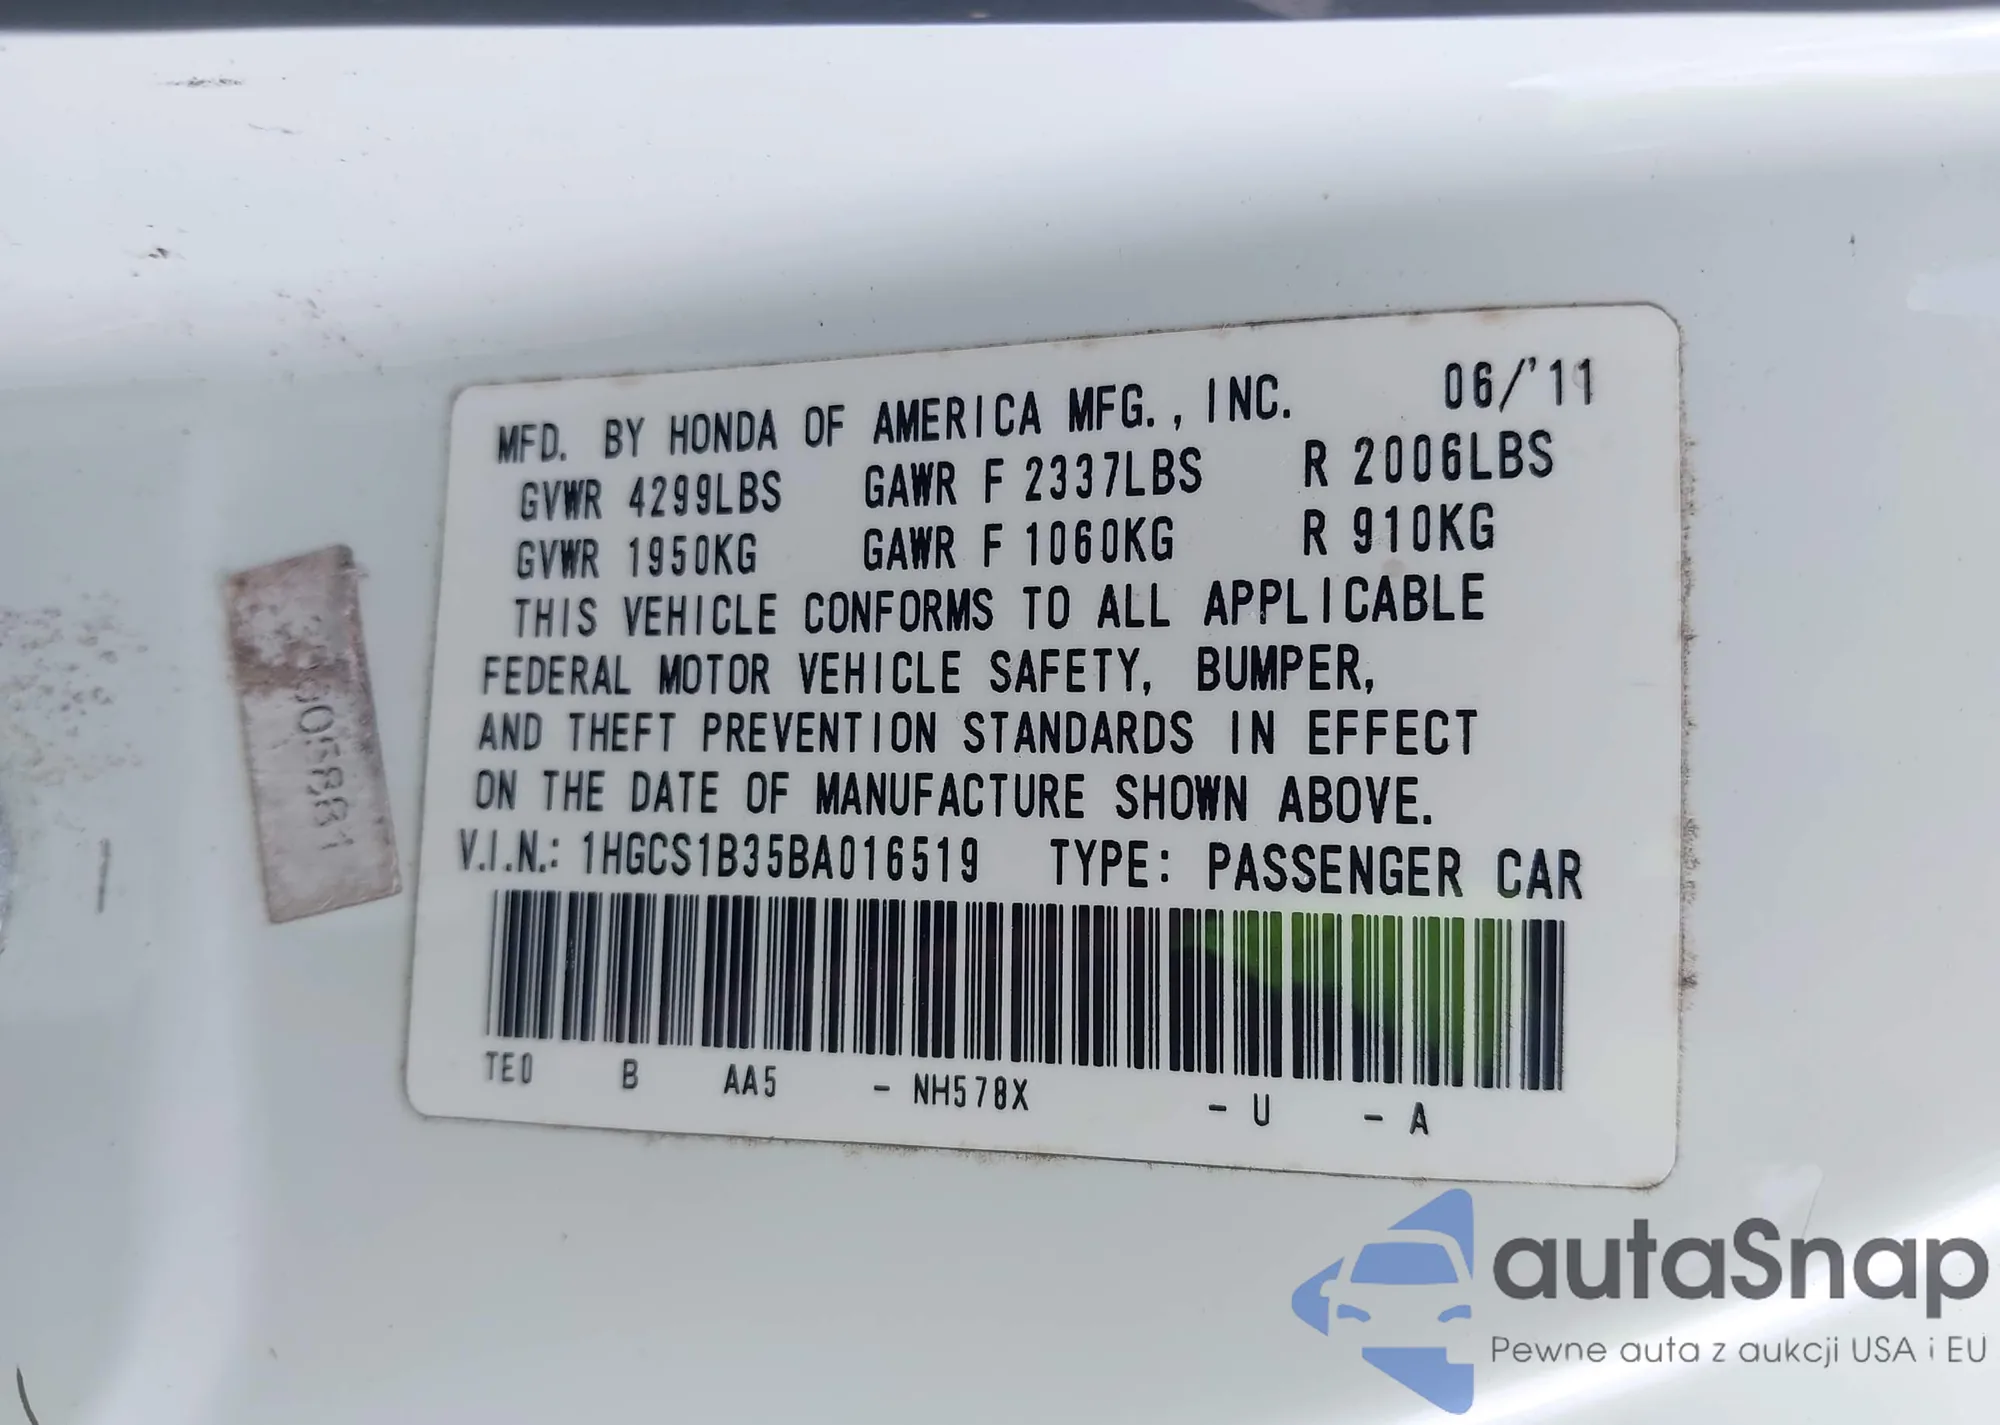 MFD. BY HONDA OF AMERICA MFG., INC. 06/'11
GVWR 4299LBS GAWR F 2337LBS R 2006LBS
GVWR 1950KG GAWR F 1060KG R 910KG
THIS VEHICLE CONFORMS TO ALL APPLICABLE
FEDERAL MOTOR VEHICLE SAFETY, BUMPER,
AND THEFT PREVENTION STANDARDS IN EFFECT
ON THE DATE OF MANUFACTURE SHOWN ABOVE.
V.I.N.: 1HGCS1B35BA016519 TYPE: PASSENGER CAR
TE0 B AA5 - NH578X - U - A
autaSnap
Pewne auta z aukcji USA i EU